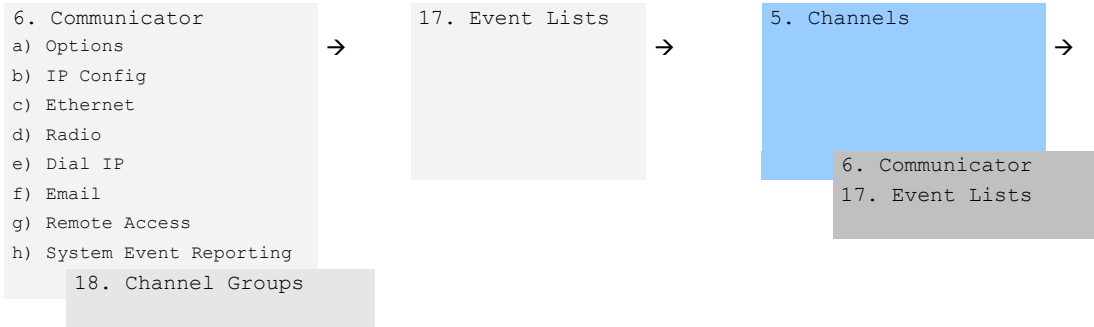 6. Communicator
a) Options
b) IP Config
c) Ethernet
d) Radio
e) Dial IP
f) Email
g) Remote Access
h) System Event Reporting
18. Channel Groups
→
17. Event Lists
→
5. Channels
6. Communicator
17. Event Lists
→